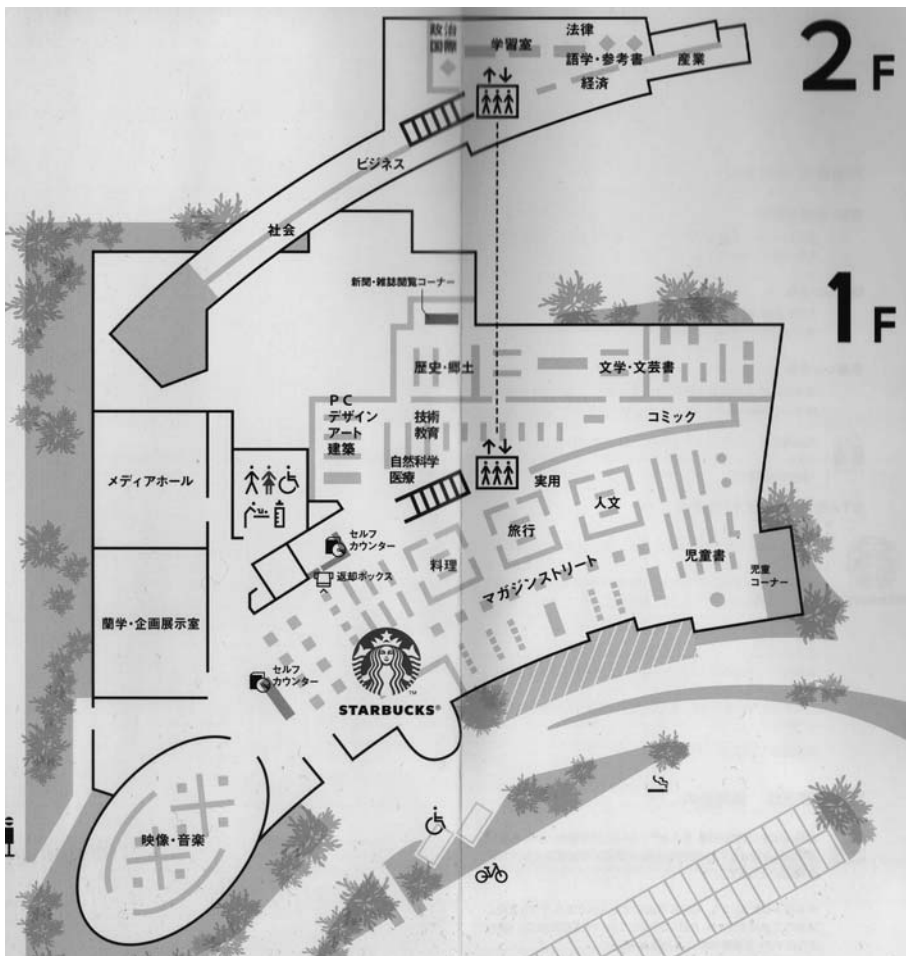 2F
政治
国際
学習室
法律
語学・参考書
経済
産業
ビジネス
社会
1F
新聞・雑誌閲覧コーナー
歴史・郷土
文学・文芸書
PC
デザイン
アート
建築
技術
教育
コミック
自然科学
医療
実用
人文
旅行
料理
マガジンストリート
児童書
児童
コーナー
メディアホール
セルフ
カウンター
返却ボックス
蘭学・企画展示室
セルフ
カウンター
STARBUCKS®
TM
映像・音楽